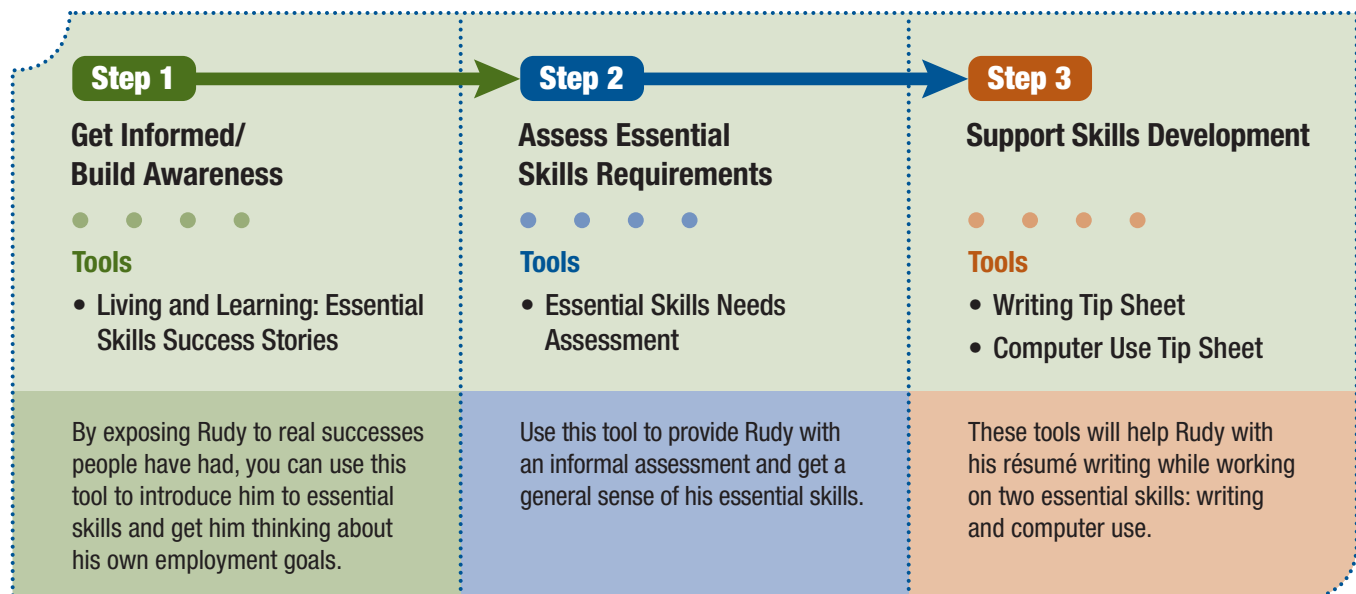 Step 1
Get Informed/
Build Awareness
Tools
• Living and Learning: Essential
Skills Success Stories
By exposing Rudy to real successes
people have had, you can use this
tool to introduce him to essential
skills and get him thinking about
his own employment goals.
Step 2
Assess Essential
Skills Requirements
Tools
• Essential Skills Needs
Assessment
Use this tool to provide Rudy with
an informal assessment and get a
general sense of his essential skills.
Step 3
Support Skills Development
Tools
• Writing Tip Sheet
• Computer Use Tip Sheet
These tools will help Rudy with
his résumé writing while working
on two essential skills: writing
and computer use.